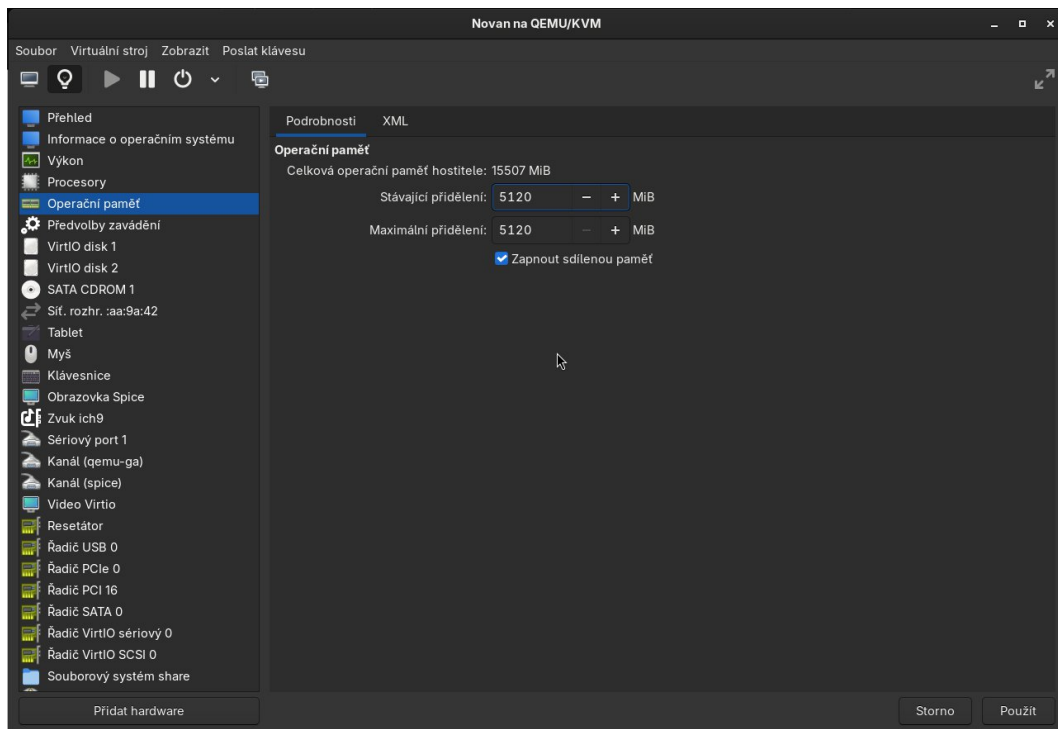 Novan na QEMU/KVM
Soubor Virtuální stroj Zobrazit Poslat klávesu
Přehled
Informace o operačním systému
Výkon
Procesory
Operační paměť
Předvolby zavádění
VirtIO disk 1
VirtIO disk 2
SATA CDROM 1
Síť. rozhr. :aa:9a:42
Tablet
Myš
Klávesnice
Obrazovka Spice
Zvuk ich9
Sériový port 1
Kanál (qemu-ga)
Kanál (spice)
Video Virtio
Resetátor
Řadič USB 0
Řadič PCIe 0
Řadič PCI 16
Řadič SATA 0
Řadič VirtIO sériový 0
Řadič VirtIO SCSI 0
Souborový systém share
Přidat hardware
Podrobnosti XML
Operační paměť
Celková operační paměť hostitele: 15507 MiB
Stávající přidělení: 5120 − + MiB
Maximální přidělení: 5120 − + MiB
Zapnout sdílenou paměť
Storno Použít